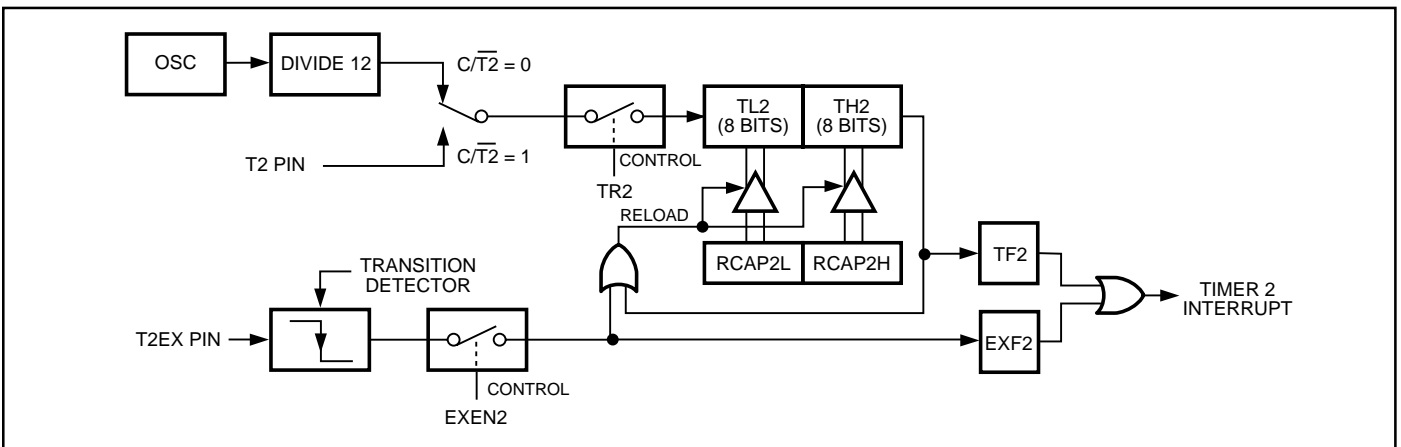 OSC
DIVIDE 12
C/T2̅ = 0
TL2
(8 BITS)
TH2
(8 BITS)
T2 PIN
C/T2̅ = 1
CONTROL
TR2
RELOAD
RCAP2L
RCAP2H
TF2
TRANSITION
DETECTOR
TIMER 2
INTERRUPT
T2EX PIN
EXF2
CONTROL
EXEN2